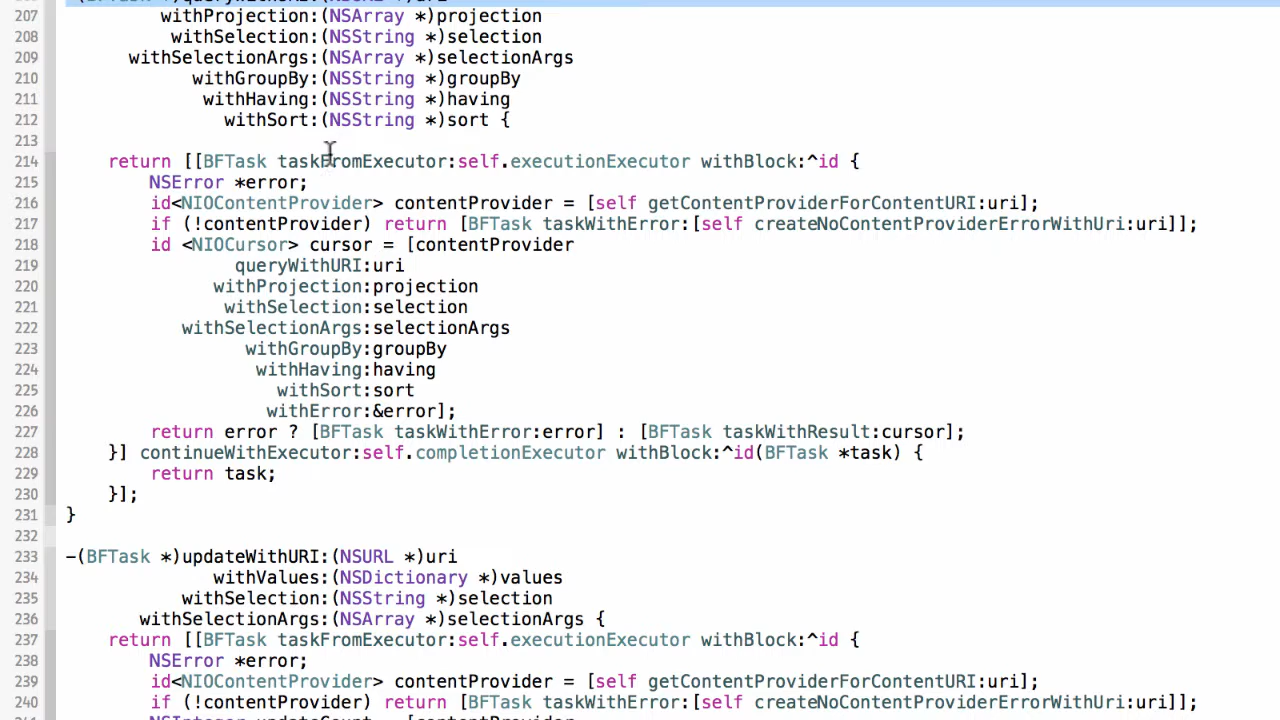 207 withProjection:(NSArray *)projection
208 withSelection:(NSString *)selection
209 withSelectionArgs:(NSArray *)selectionArgs
210 withGroupBy:(NSString *)groupBy
211 withHaving:(NSString *)having
212 withSort:(NSString *)sort {
213
214 return [[BFTask taskFromExecutor:self.executionExecutor withBlock:^id {
215 NSError *error;
216 id<NIOContentProvider> contentProvider = [self getContentProviderForContentURI:uri];
217 if (!contentProvider) return [BFTask taskWithError:[self createNoContentProviderErrorWithUri:uri]];
218 id <NIOCursor> cursor = [contentProvider
219 queryWithURI:uri
220 withProjection:projection
221 withSelection:selection
222 withSelectionArgs:selectionArgs
223 withGroupBy:groupBy
224 withHaving:having
225 withSort:sort
226 withError:&error];
227 return error ? [BFTask taskWithError:error] : [BFTask taskWithResult:cursor];
228 }] continueWithExecutor:self.completionExecutor withBlock:^id(BFTask *task) {
229 return task;
230 }];
231 }
232
233 -(BFTask *)updateWithURI:(NSURL *)uri
234 withValues:(NSDictionary *)values
235 withSelection:(NSString *)selection
236 withSelectionArgs:(NSArray *)selectionArgs {
237 return [[BFTask taskFromExecutor:self.executionExecutor withBlock:^id {
238 NSError *error;
239 id<NIOContentProvider> contentProvider = [self getContentProviderForContentURI:uri];
240 if (!contentProvider) return [BFTask taskWithError:[self createNoContentProviderErrorWithUri:uri]];